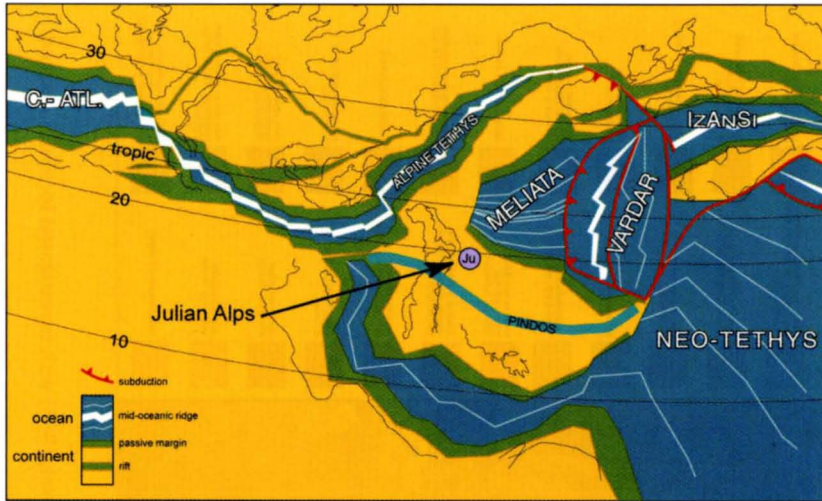 30
C.- ATL.
tropic
20
ALPINE TETHYS
IZANSI
MELIATA
VARDAR
Ju
Julian Alps
PINDOS
10
NEO-TETHYS
subduction
ocean
mid-oceanic ridge
passive margin
continent
rift